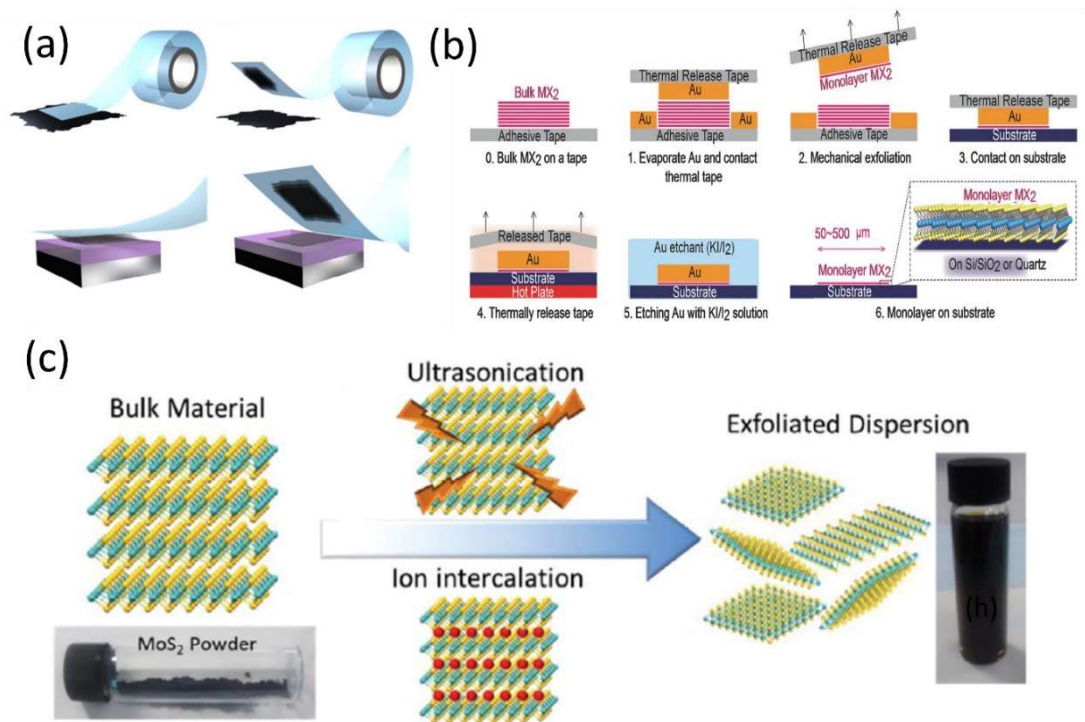 (a)
(b)
Bulk MX₂
Adhesive Tape
0. Bulk MX₂ on a tape
Thermal Release Tape
Au
Au
Au
Adhesive Tape
1. Evaporate Au and contact
thermal tape
Thermal Release Tape
Au
Monolayer MX₂
Adhesive Tape
2. Mechanical exfoliation
Thermal Release Tape
Au
Substrate
3. Contact on substrate
Released Tape
Au
Substrate
Hot Plate
4. Thermally release tape
Au etchant (KI/I₂)
Au
Substrate
5. Etching Au with KI/I₂ solution
50~500 μm
Monolayer MX₂
Substrate
Monolayer MX₂
On Si/SiO₂ or Quartz
6. Monolayer on substrate
(c)
Bulk Material
MoS₂ Powder
Ultrasonication
Ion intercalation
Exfoliated Dispersion
(h)